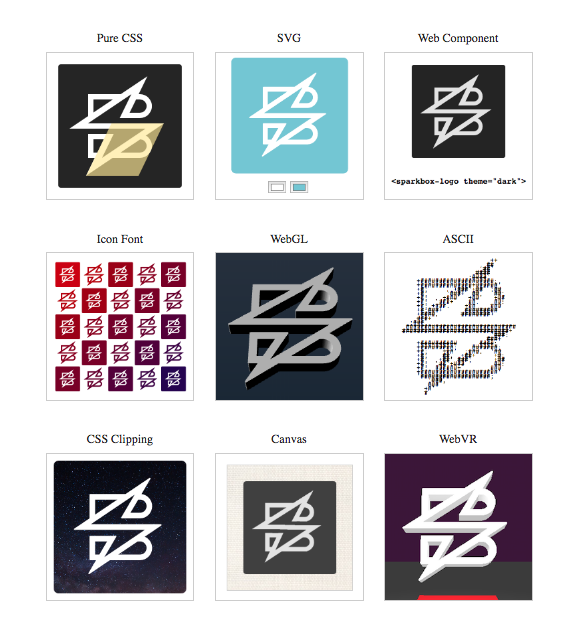 Pure CSS
SVG
Web Component
<sparkbox-logo theme="dark">
Icon Font
WebGL
ASCII
CSS Clipping
Canvas
WebVR